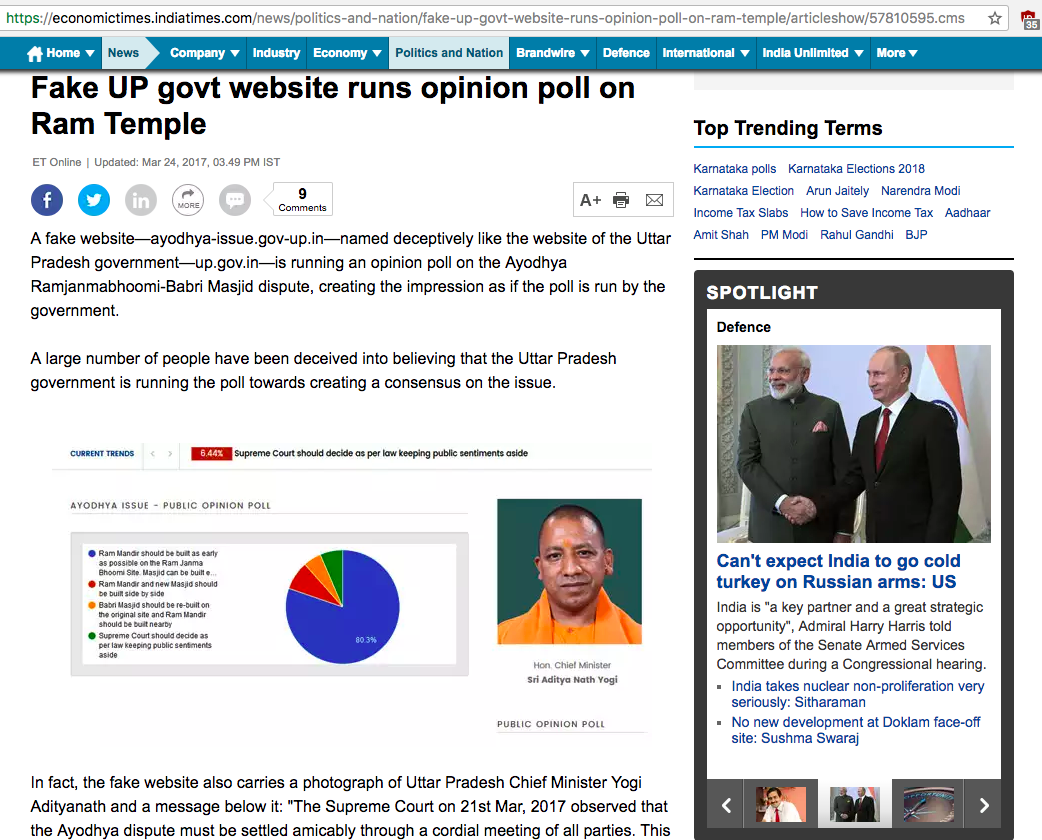 https://economictimes.indiatimes.com/news/politics-and-nation/fake-up-govt-website-runs-opinion-poll-on-ram-temple/articleshow/57810595.cms
35
Home News Company Industry Economy Politics and Nation Brandwire Defence International India Unlimited More
Fake UP govt website runs opinion poll on
Ram Temple
ET Online | Updated: Mar 24, 2017, 03.49 PM IST
f
in
MORE
9
Comments
A+
A fake website—ayodhya-issue.gov-up.in—named deceptively like the website of the Uttar
Pradesh government—up.gov.in—is running an opinion poll on the Ayodhya
Ramjanmabhoomi-Babri Masjid dispute, creating the impression as if the poll is run by the
government.
A large number of people have been deceived into believing that the Uttar Pradesh
government is running the poll towards creating a consensus on the issue.
CURRENT TRENDS
6.44% Supreme Court should decide as per law keeping public sentiments aside
AYODHYA ISSUE - PUBLIC OPINION POLL
Ram Mandir should be built as early
as possible on the Ram Janma
Bhoomi Site. Masjid can be built e...
Ram Mandir and new Masjid should
be built side by side
Babri Masjid should be re-built on
the original site and Ram Mandir
should be built nearby
Supreme Court should decide as
per law keeping public sentiments
aside
80.3%
Hon. Chief Minister
Sri Aditya Nath Yogi
PUBLIC OPINION POLL
In fact, the fake website also carries a photograph of Uttar Pradesh Chief Minister Yogi
Adityanath and a message below it: "The Supreme Court on 21st Mar, 2017 observed that
the Ayodhya dispute must be settled amicably through a cordial meeting of all parties. This
Top Trending Terms
Karnataka polls Karnataka Elections 2018
Karnataka Election Arun Jaitely Narendra Modi
Income Tax Slabs How to Save Income Tax Aadhaar
Amit Shah PM Modi Rahul Gandhi BJP
SPOTLIGHT
Defence
Can't expect India to go cold
turkey on Russian arms: US
India is "a key partner and a great strategic
opportunity", Admiral Harry Harris told
members of the Senate Armed Services
Committee during a Congressional hearing.
India takes nuclear non-proliferation very
seriously: Sitharaman
No new development at Doklam face-off
site: Sushma Swaraj